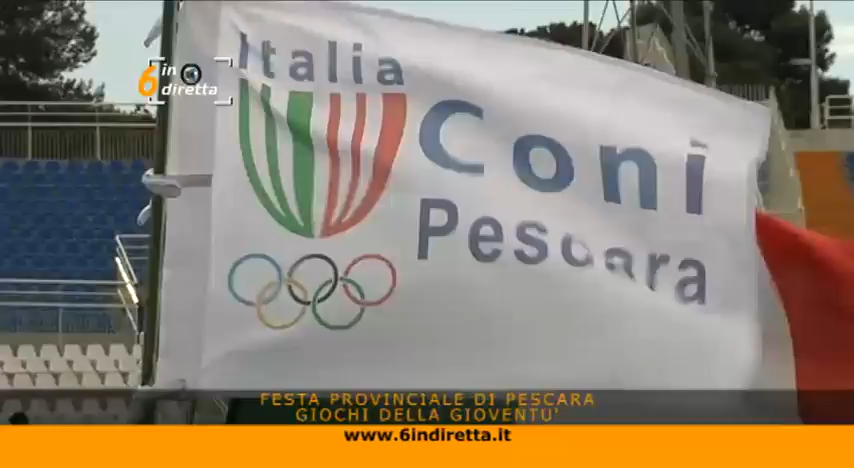 6 in
diretta
Italia
Coni
Pescara
FESTA PROVINCIALE DI PESCARA
GIOCHI DELLA GIOVENTU'
www.6indiretta.it